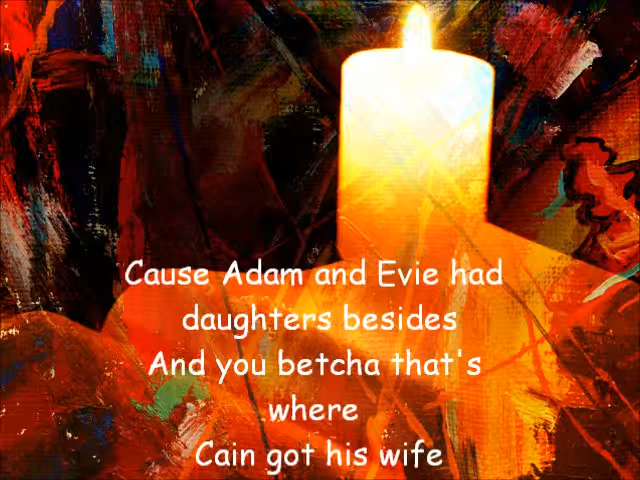 Cause Adam and Evie had
daughters besides
And you betcha that's
where
Cain got his wife